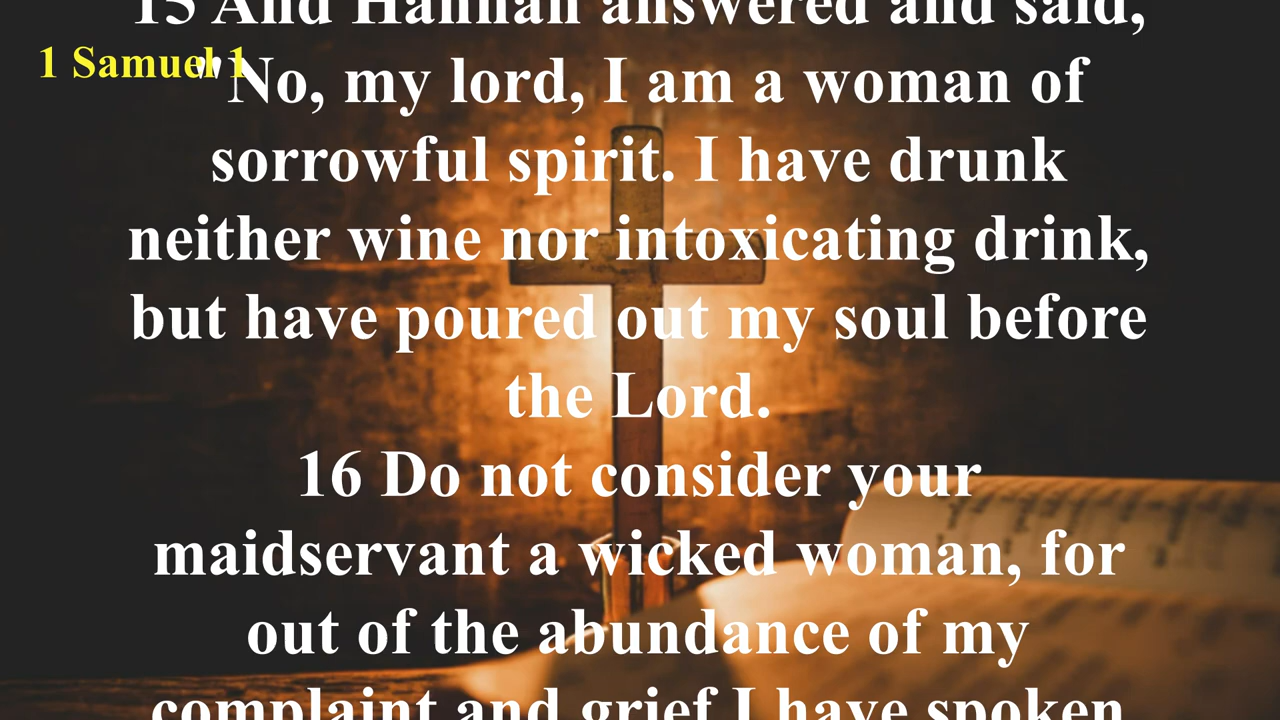 15 And Hannah answered and said,
1 Samuel 1
"No, my lord, I am a woman of
sorrowful spirit. I have drunk
neither wine nor intoxicating drink,
but have poured out my soul before
the Lord.
16 Do not consider your
maidservant a wicked woman, for
out of the abundance of my
complaint and grief I have spoken